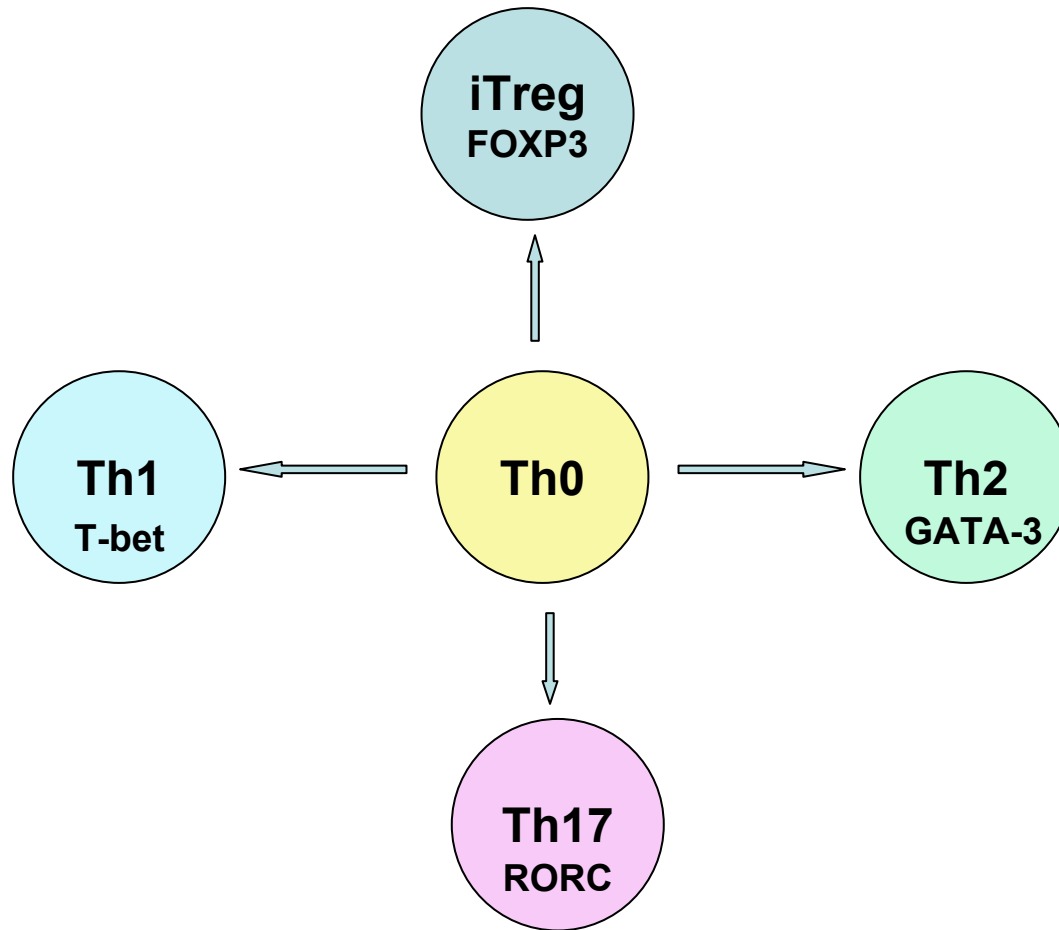 iTreg
FOXP3
Th1
T-bet
Th0
Th2
GATA-3
Th17
RORC